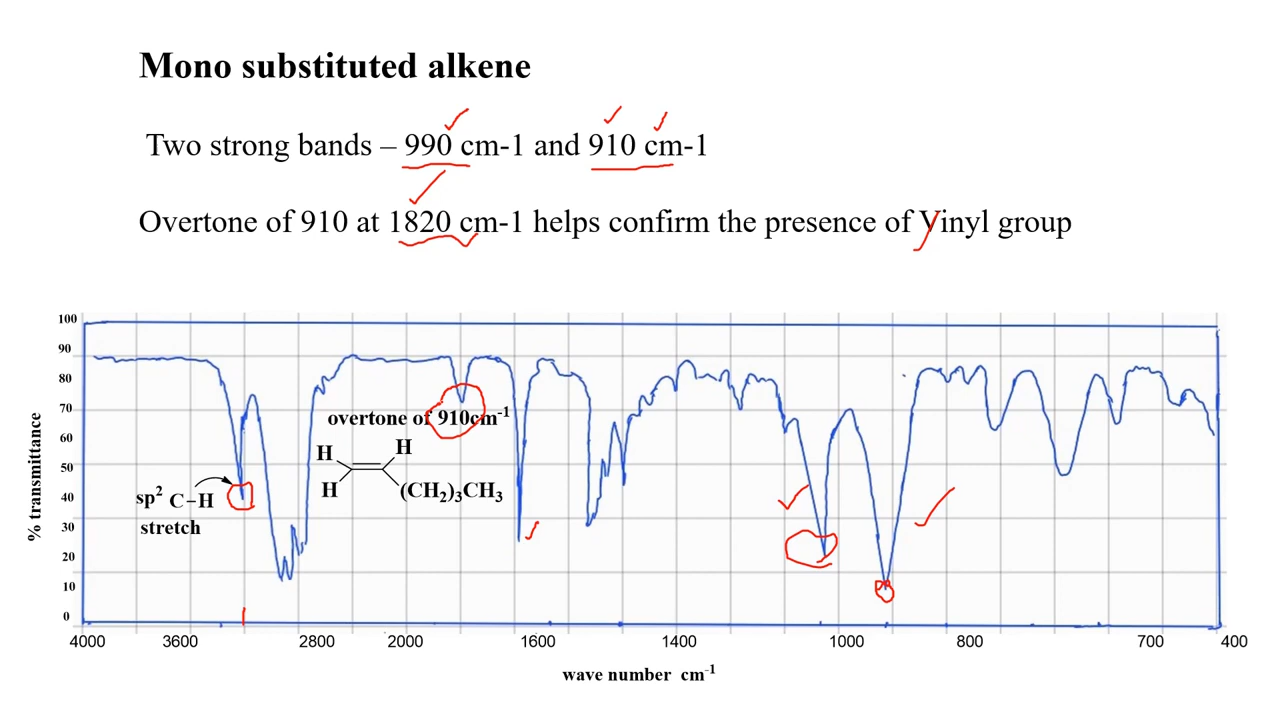 Mono substituted alkene
Two strong bands – 990 cm-1 and 910 cm-1
Overtone of 910 at 1820 cm-1 helps confirm the presence of Vinyl group
100
90
80
70
60
50
40
30
20
10
0
% transmittance
overtone of 910cm-1
H H
H (CH2)3CH3
sp2 C–H
stretch
4000 3600 2800 2000 1600 1400 1000 800 700 400
wave number cm-1